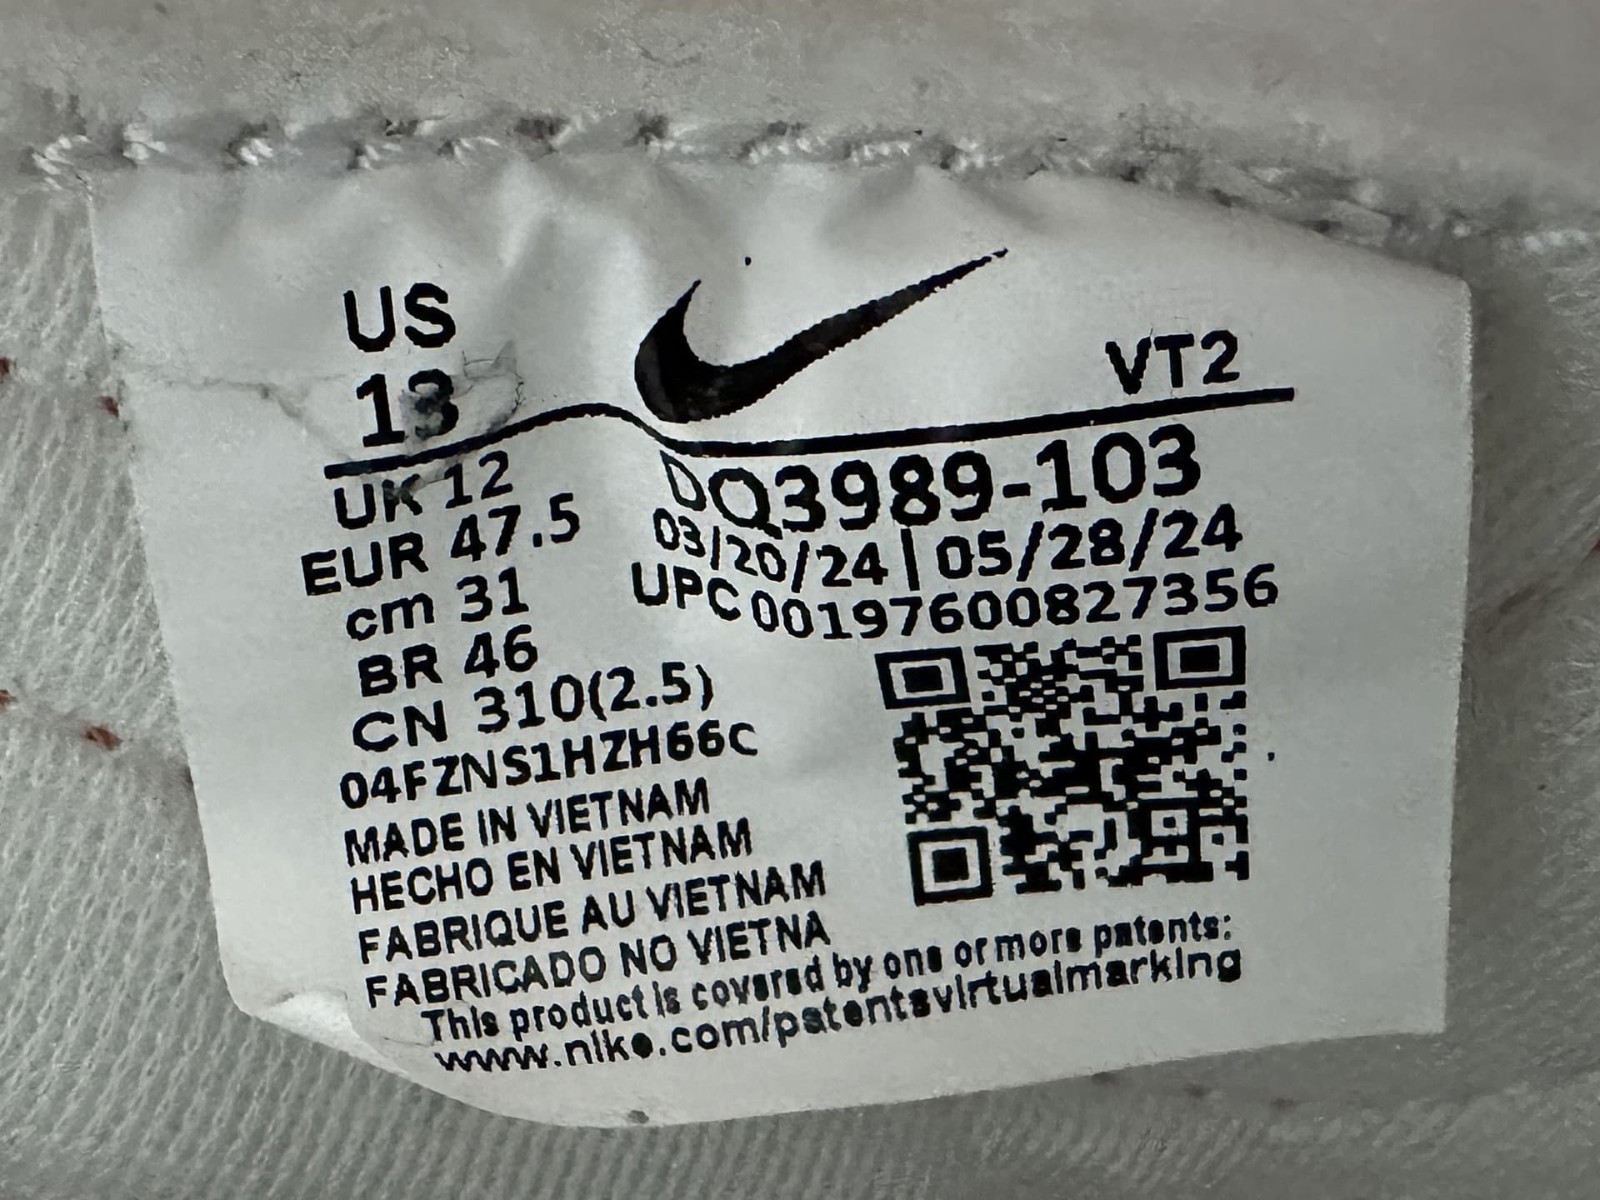 US
13
VT2
UK 12
EUR 47.5
cm 31
BR 46
CN 310(2.5)
04FZNS1HZH66C
DQ3989-103
03/20/24 | 05/28/24
UPC 00197600827356
MADE IN VIETNAM
HECHO EN VIETNAM
FABRIQUE AU VIETNAM
FABRICADO NO VIETNA
This product is covered by one or more patents:
www.nike.com/patentsvirtualmarking